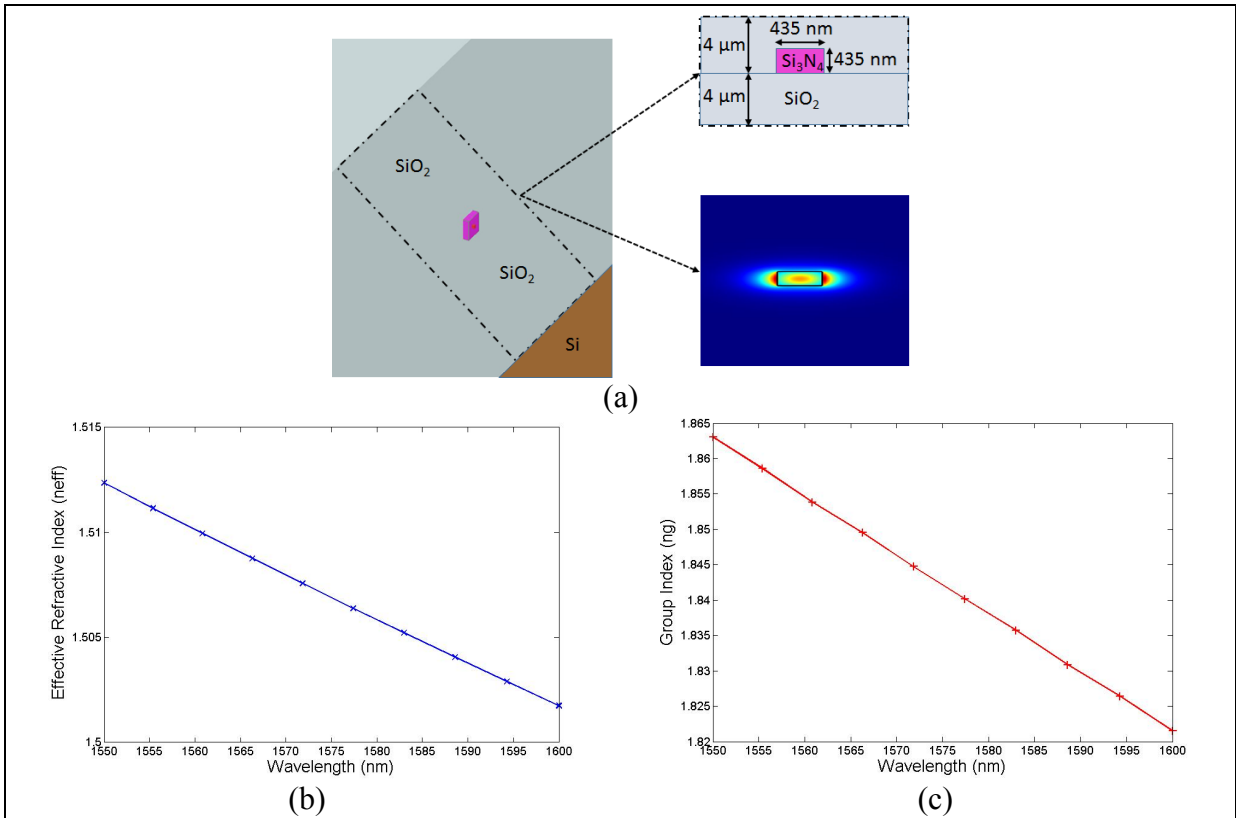 435 nm
4 μm
Si₃N₄
435 nm
4 μm
SiO₂
SiO₂
SiO₂
Si
(a)
1.515
1.51
1.505
1.5
Effective Refractive Index (neff)
1550 1555 1560 1565 1570 1575 1580 1585 1590 1595 1600
Wavelength (nm)
(b)
1.865
1.86
1.855
1.85
1.845
1.84
1.835
1.83
1.825
1.82
Group Index (ng)
1550 1555 1560 1565 1570 1575 1580 1585 1590 1595 1600
Wavelength (nm)
(c)